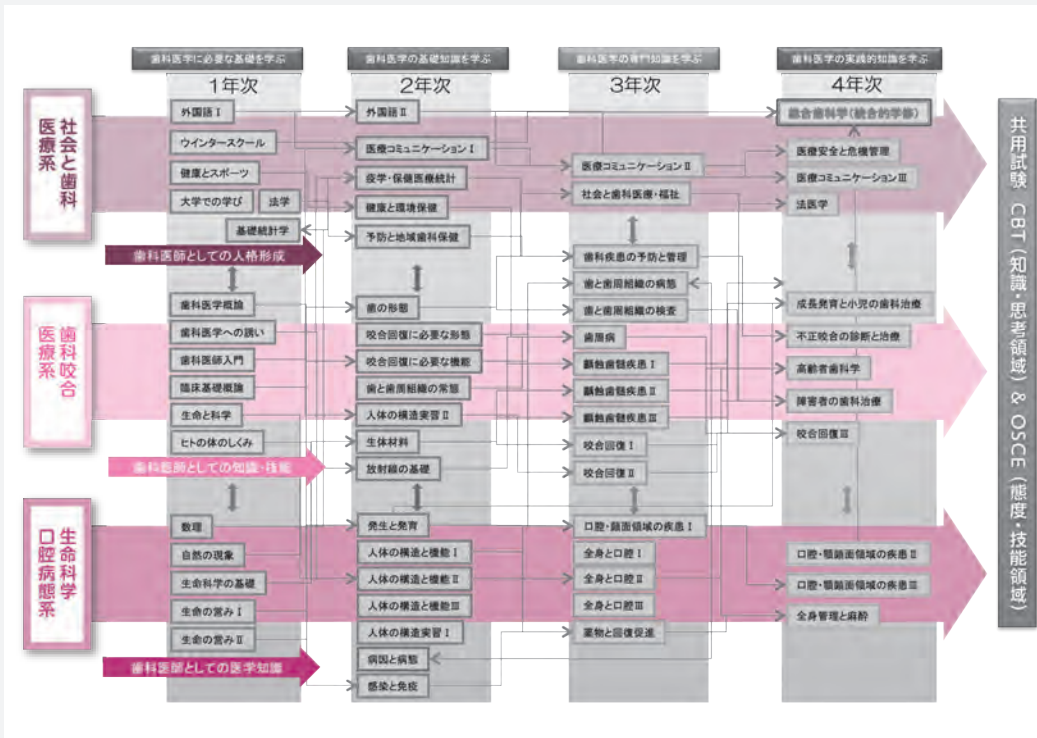 歯科医学に必要な基礎を学ぶ
歯科医学の基礎知識を学ぶ
歯科医学の専門知識を学ぶ
歯科医学の実践的知識を学ぶ
1年次
2年次
3年次
4年次
社会と歯科
医療系
外国語Ⅰ
ウインタースクール
健康とスポーツ
大学での学び
法学
基礎統計学
歯科医師としての人格形成
外国語Ⅱ
医療コミュニケーションⅠ
疫学・保健医療統計
健康と環境保健
予防と地域歯科保健
医療コミュニケーションⅡ
社会と歯科医療・福祉
歯科疾患の予防と管理
総合歯科学(統合的学修)
医療安全と危機管理
医療コミュニケーションⅢ
法医学
歯科咬合
医療系
歯科医学概論
歯科医学への誘い
歯科医師入門
臨床基礎概論
生命と科学
ヒトの体のしくみ
歯科医師としての知識・技能
歯の形態
咬合回復に必要な形態
咬合回復に必要な機能
歯と歯周組織の常態
人体の構造実習Ⅱ
生体材料
放射線の基礎
歯と歯周組織の病態
歯と歯周組織の検査
歯周病
齲蝕歯髄疾患Ⅰ
齲蝕歯髄疾患Ⅱ
齲蝕歯髄疾患Ⅲ
咬合回復Ⅰ
咬合回復Ⅱ
成長発育と小児の歯科治療
不正咬合の診断と治療
高齢者歯科学
障害者の歯科治療
咬合回復Ⅲ
生命科学
口腔病態系
数理
自然の現象
生命科学の基礎
生命の営みⅠ
生命の営みⅡ
歯科医師としての医学知識
発生と発育
人体の構造と機能Ⅰ
人体の構造と機能Ⅱ
人体の構造と機能Ⅲ
人体の構造実習Ⅰ
病因と病態
感染と免疫
口腔・顎顔面領域の疾患Ⅰ
全身と口腔Ⅰ
全身と口腔Ⅱ
全身と口腔Ⅲ
薬物と回復促進
口腔・顎顔面領域の疾患Ⅱ
口腔・顎顔面領域の疾患Ⅲ
全身管理と麻酔
共用試験 CBT(知識・思考領域) & OSCE(態度・技能領域)